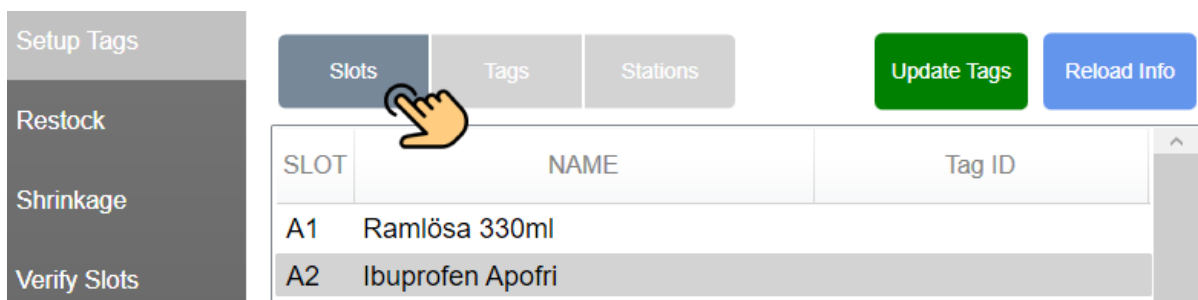 Setup Tags
Restock
Shrinkage
Verify Slots
Slots Tags Stations Update Tags Reload Info
SLOT NAME Tag ID
A1 Ramlösa 330ml
A2 Ibuprofen Apofri